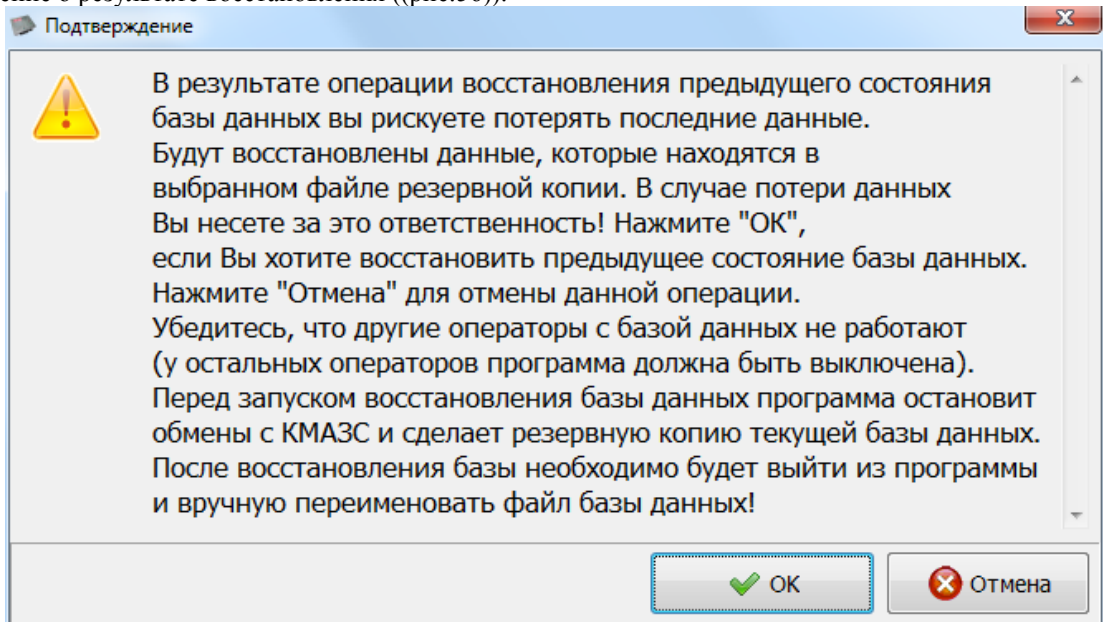 о результате восстановления ((рис.
Подтверждение
В результате операции восстановления предыдущего состояния
базы данных вы рискуете потерять последние данные.
Будут восстановлены данные, которые находятся в
выбранном файле резервной копии. В случае потери данных
Вы несете за это ответственность! Нажмите "ОК",
если Вы хотите восстановить предыдущее состояние базы данных.
Нажмите "Отмена" для отмены данной операции.
Убедитесь, что другие операторы с базой данных не работают
(у остальных операторов программа должна быть выключена).
Перед запуском восстановления базы данных программа остановит
обмены с КМАЗС и сделает резервную копию текущей базы данных.
После восстановления базы необходимо будет выйти из программы
и вручную переименовать файл базы данных!
ОК
Отмена